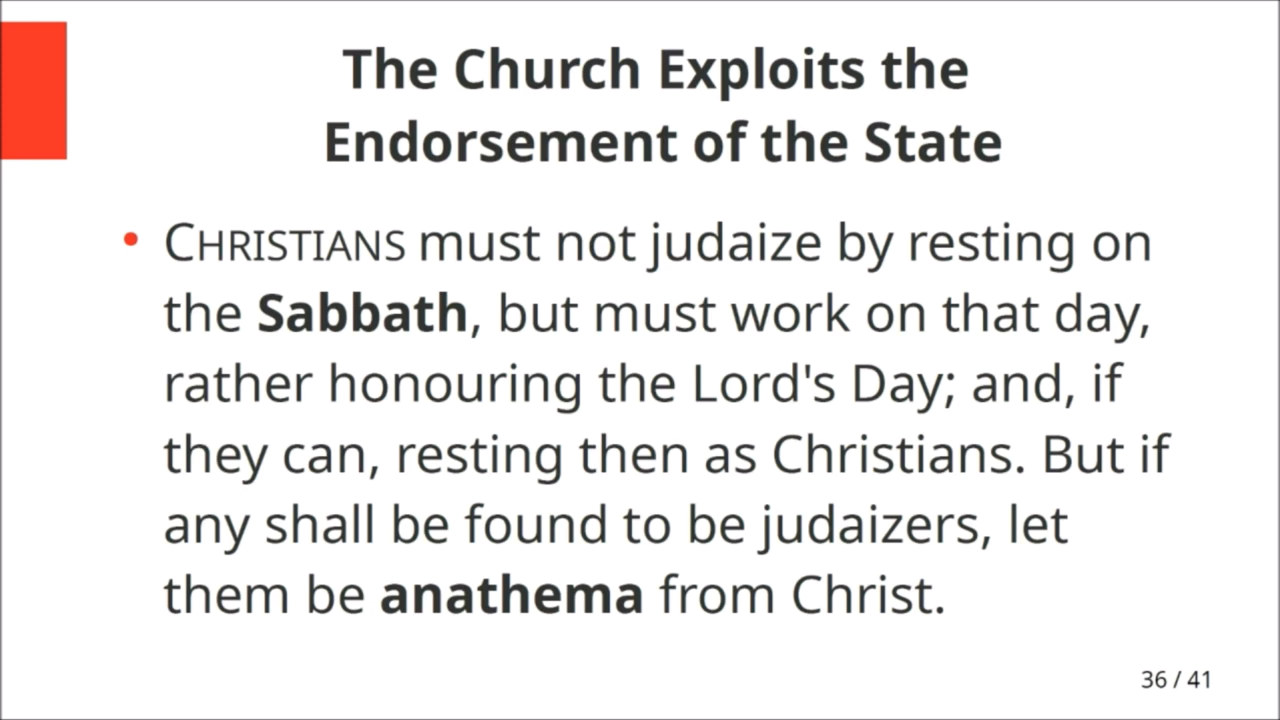 The Church Exploits the
Endorsement of the State
• CHRISTIANS must not judaize by resting on
the Sabbath, but must work on that day,
rather honouring the Lord's Day; and, if
they can, resting then as Christians. But if
any shall be found to be judaizers, let
them be anathema from Christ.
36 / 41